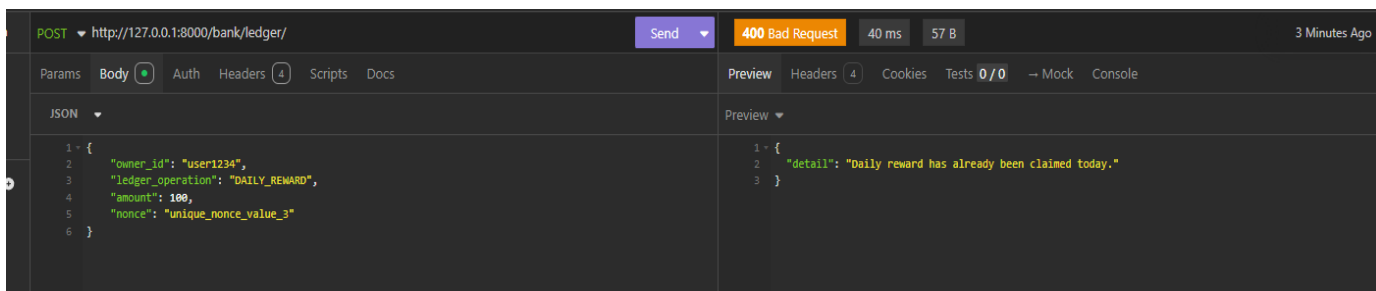 POST http://127.0.0.1:8000/bank/ledger/ Send 400 Bad Request 40 ms 57 B 3 Minutes Ago
Params Body Auth Headers 4 Scripts Docs Preview Headers 4 Cookies Tests 0 / 0 → Mock Console
JSON Preview
1 {
2 "owner_id": "user1234",
3 "ledger_operation": "DAILY_REWARD",
4 "amount": 100,
5 "nonce": "unique_nonce_value_3"
6 }
1 {
2 "detail": "Daily reward has already been claimed today."
3 }